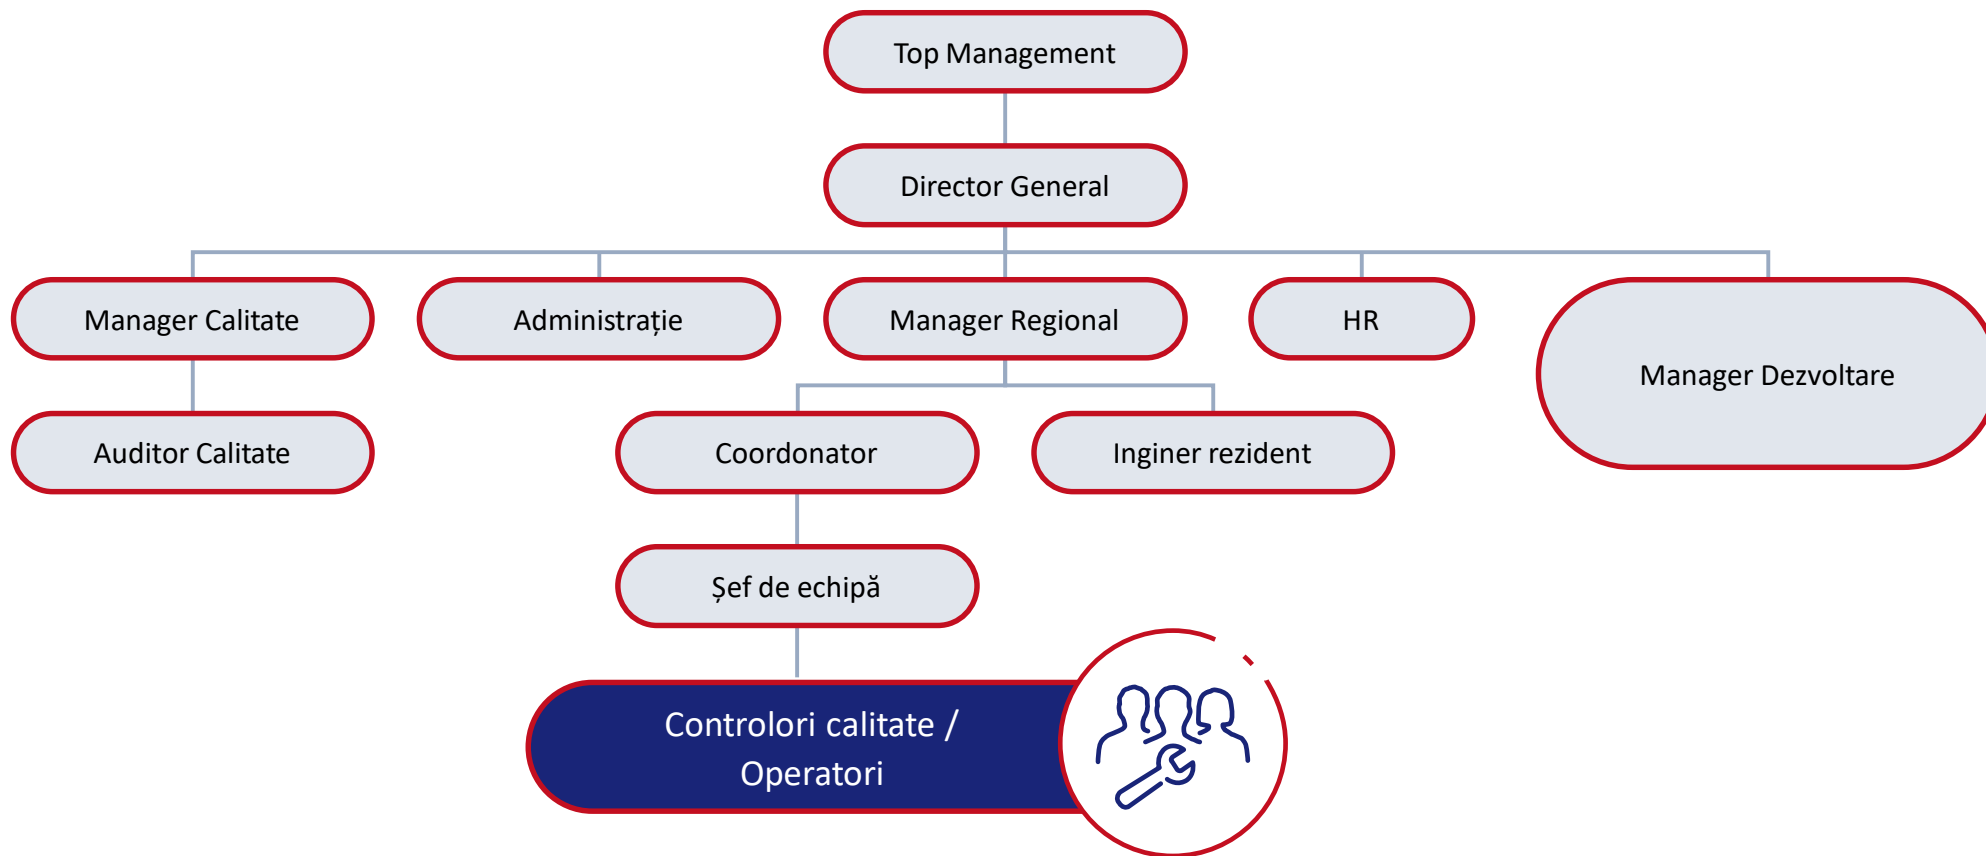 Top Management
Director General
Manager Calitate
Administrație
Manager Regional
HR
Manager Dezvoltare
Auditor Calitate
Coordonator
Inginer rezident
Șef de echipă
Controlori calitate /
Operatori